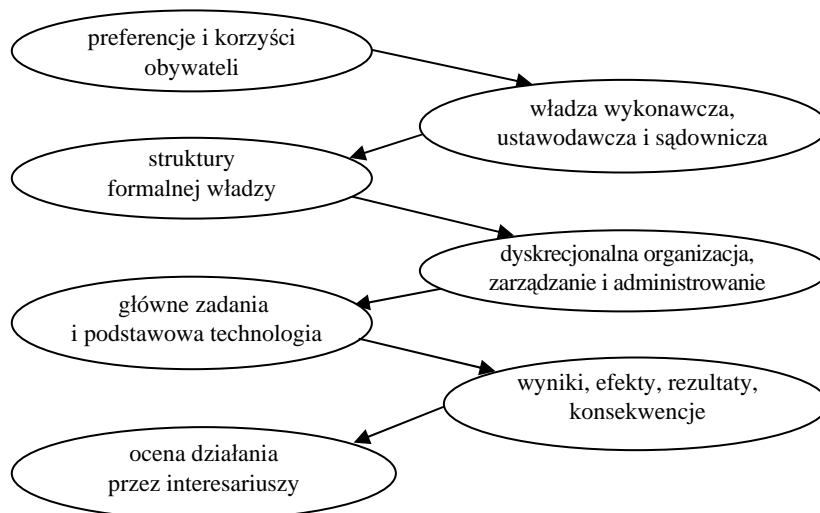 preferencje i korzyści
obywateli
władza wykonawcza,
ustawodawcza i sądownicza
struktury
formalnej władzy
dyskrecjonalna organizacja,
zarządzanie i administrowanie
główne zadania
i podstawowa technologia
wyniki, efekty, rezultaty,
konsekwencje
ocena działania
przez interesariuszy